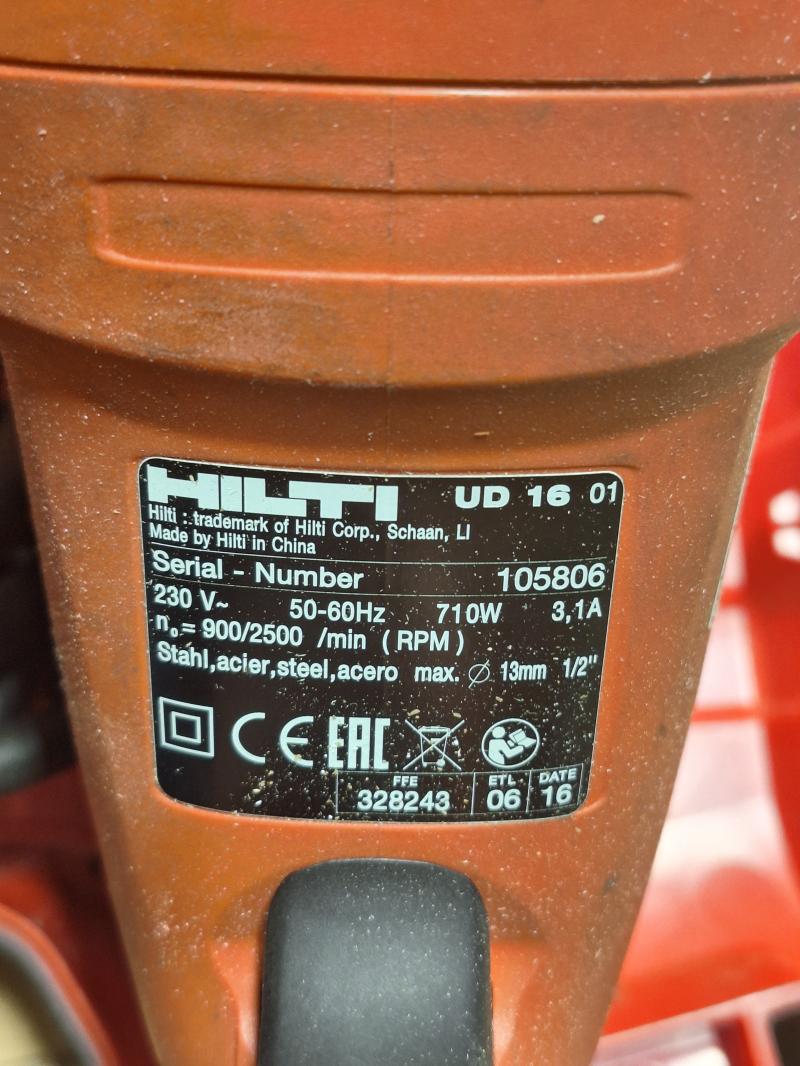 HILTI UD 16 01
Hilti : trademark of Hilti Corp., Schaan, LI
Made by Hilti in China
Serial - Number 105806
230 V~ 50-60Hz 710W 3,1A
n₀= 900/2500 /min (RPM)
Stahl,acier,steel,acero max. ⌀ 13mm 1/2"
CE EAC
FFE ETL DATE
328243 06 16